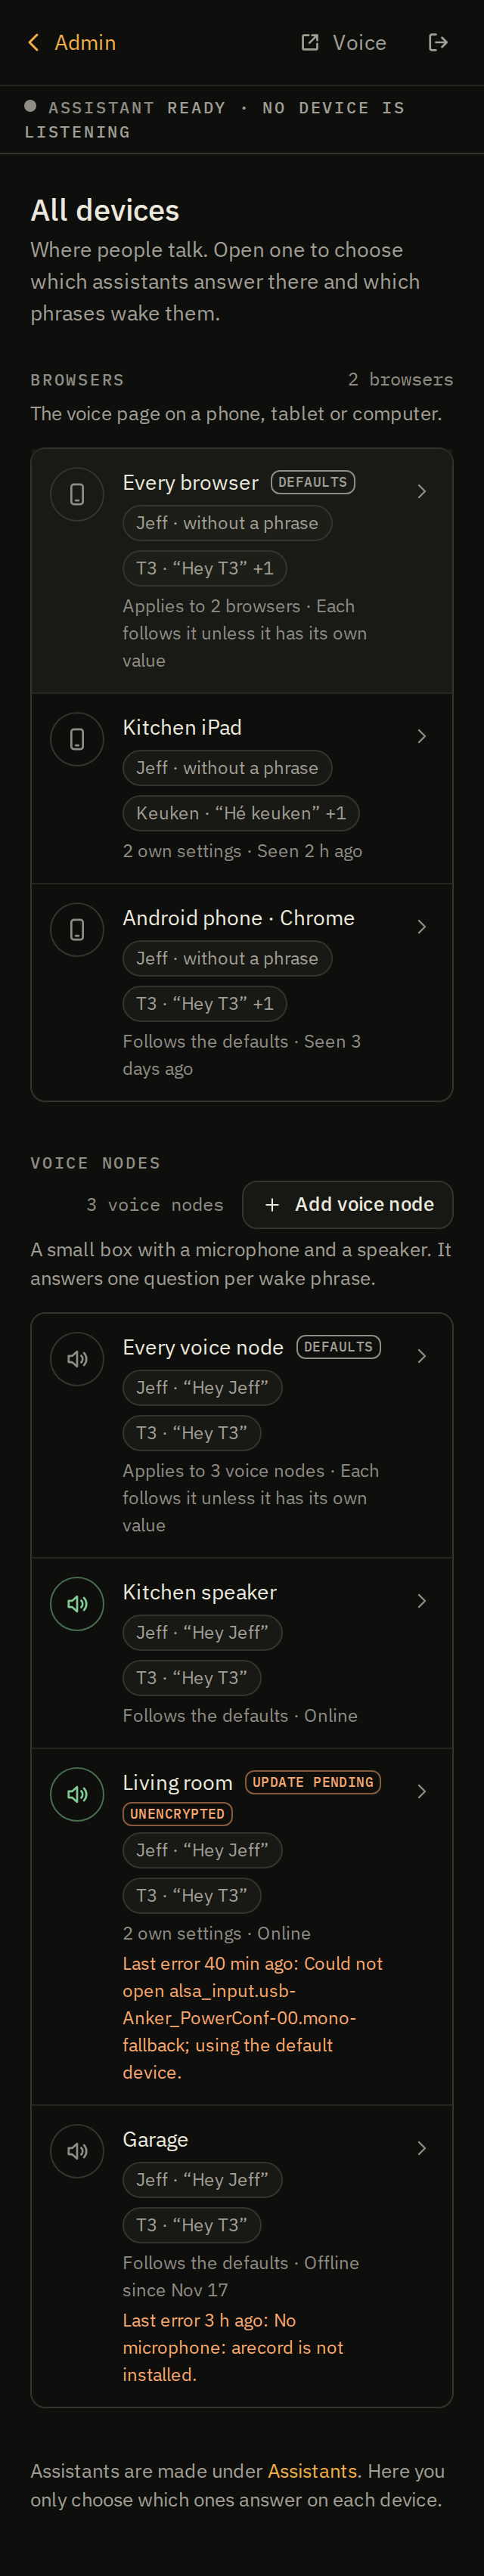 Admin
Voice
ASSISTANT READY · NO DEVICE IS
LISTENING
All devices
Where people talk. Open one to choose
which assistants answer there and which
phrases wake them.
BROWSERS
2 browsers
The voice page on a phone, tablet or computer.
Every browser DEFAULTS
Jeff · without a phrase
T3 · “Hey T3” +1
Applies to 2 browsers · Each
follows it unless it has its own
value
Kitchen iPad
Jeff · without a phrase
Keuken · “Hé keuken” +1
2 own settings · Seen 2 h ago
Android phone · Chrome
Jeff · without a phrase
T3 · “Hey T3” +1
Follows the defaults · Seen 3
days ago
VOICE NODES
3 voice nodes
+ Add voice node
A small box with a microphone and a speaker. It
answers one question per wake phrase.
Every voice node DEFAULTS
Jeff · “Hey Jeff”
T3 · “Hey T3”
Applies to 3 voice nodes · Each
follows it unless it has its own
value
Kitchen speaker
Jeff · “Hey Jeff”
T3 · “Hey T3”
Follows the defaults · Online
Living room UPDATE PENDING
UNENCRYPTED
Jeff · “Hey Jeff”
T3 · “Hey T3”
2 own settings · Online
Last error 40 min ago: Could not
open alsa_input.usb-
Anker_PowerConf-00.mono-
fallback; using the default
device.
Garage
Jeff · “Hey Jeff”
T3 · “Hey T3”
Follows the defaults · Offline
since Nov 17
Last error 3 h ago: No
microphone: arecord is not
installed.
Assistants are made under Assistants. Here you
only choose which ones answer on each device.